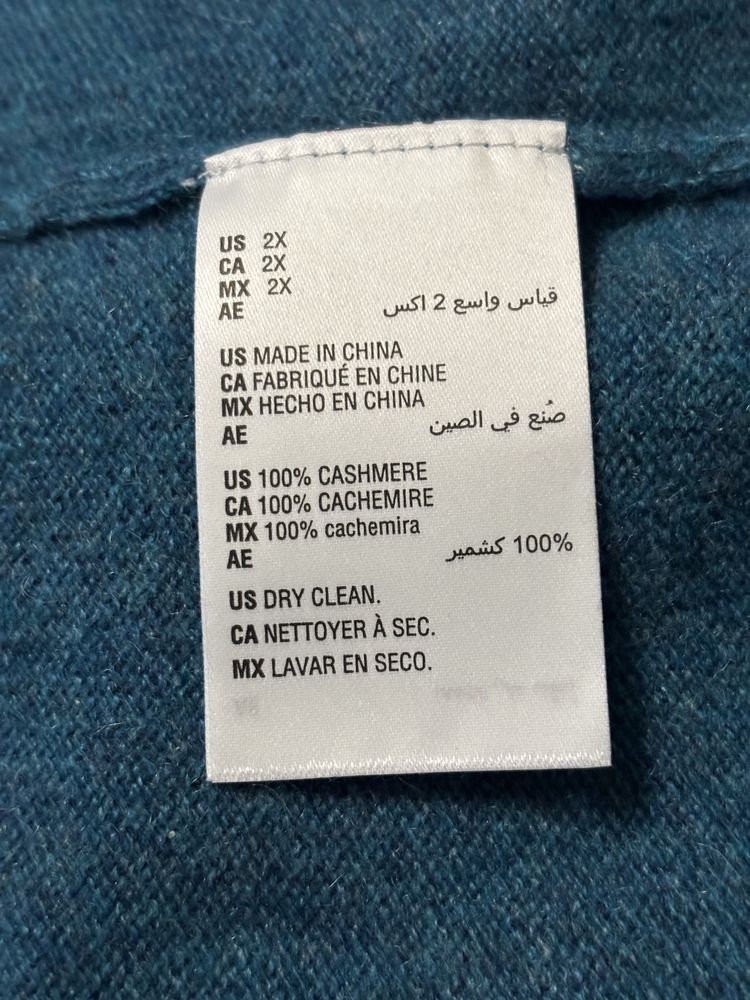 US 2X
CA 2X
MX 2X
AE قياس واسع 2 اكس
US MADE IN CHINA
CA FABRIQUÉ EN CHINE
MX HECHO EN CHINA
AE صُنع في الصين
US 100% CASHMERE
CA 100% CACHEMIRE
MX 100% cachemira
AE 100% كشمير
US DRY CLEAN.
CA NETTOYER À SEC.
MX LAVAR EN SECO.